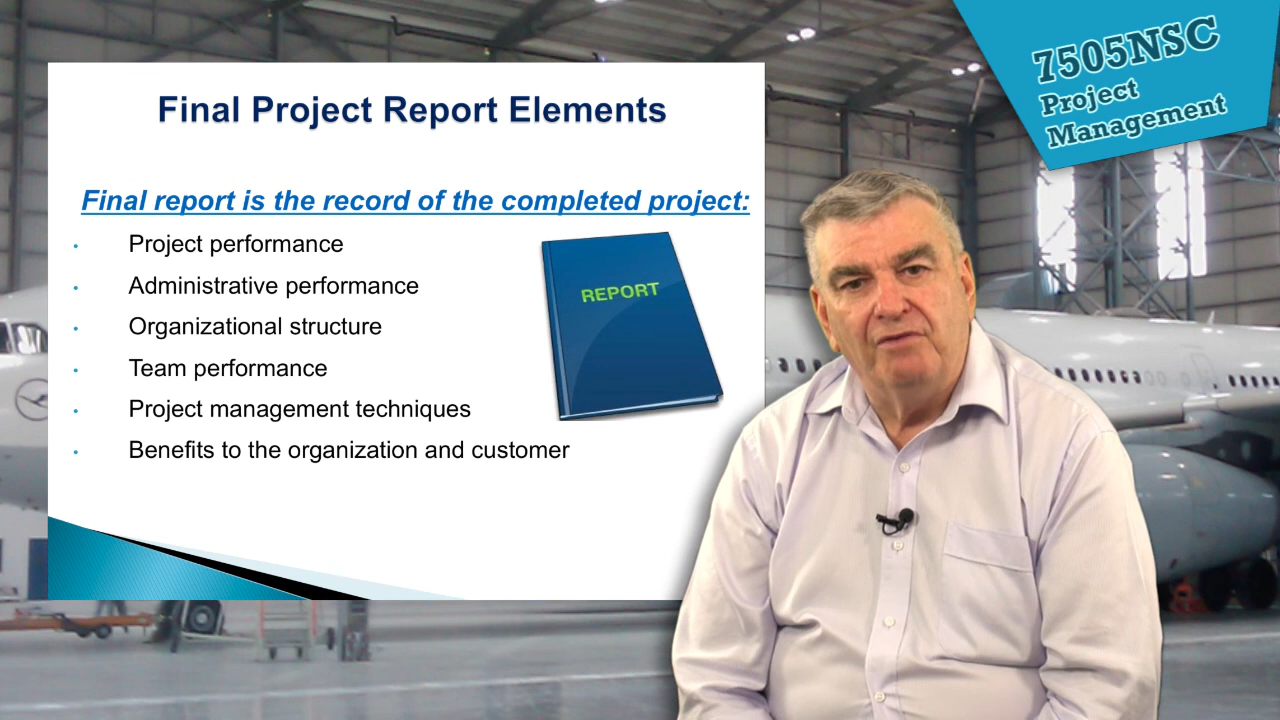 7505NSC
Project
Management
Final Project Report Elements
Final report is the record of the completed project:
• Project performance
• Administrative performance
• Organizational structure
• Team performance
• Project management techniques
• Benefits to the organization and customer
REPORT